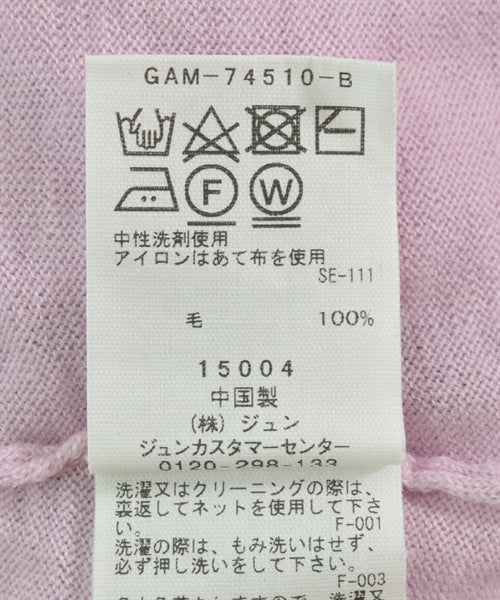 GAM-74510-B
F
W
中性洗剤使用
アイロンはあて布を使用
SE-111
毛 100%
15004
中国製
(株) ジュン
ジュンカスタマーセンター
0120-298-133
洗濯又はクリーニングの際は、
裏返してネットを使用して下さ
い。 F-001
洗濯の際は、もみ洗いはせず、
必ず押し洗いをして下さい。
F-003